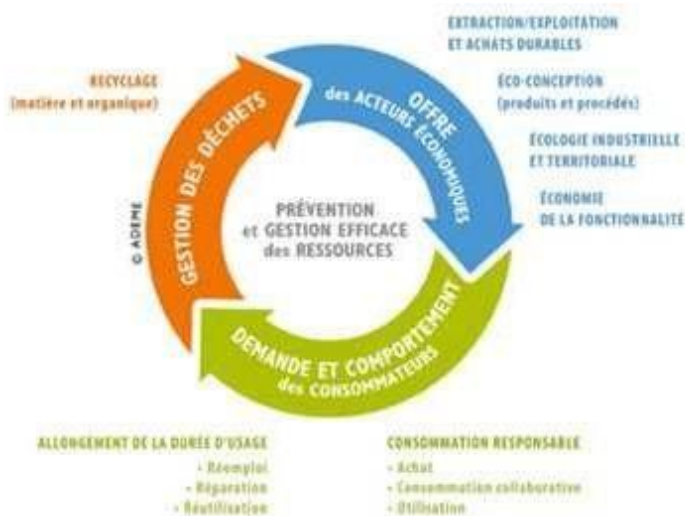 EXTRACTION/EXPLOITATION
ET ACHATS DURABLES
RECYCLAGE
(matière et organique)
ÉCO-CONCEPTION
(produits et procédés)
ÉCOLOGIE INDUSTRIELLE
ET TERRITORIALE
ÉCONOMIE
DE LA FONCTIONNALITÉ
OFFRE
des ACTEURS ÉCONOMIQUES
GESTION DES DÉCHETS
© ADEME
PRÉVENTION
et GESTION EFFICACE
des RESSOURCES
DEMANDE ET COMPORTEMENT
des CONSOMMATEURS
ALLONGEMENT DE LA DURÉE D'USAGE
- Réemploi
- Réparation
- Réutilisation
CONSOMMATION RESPONSABLE
• Achat
• Consommation collaborative
• Utilisation